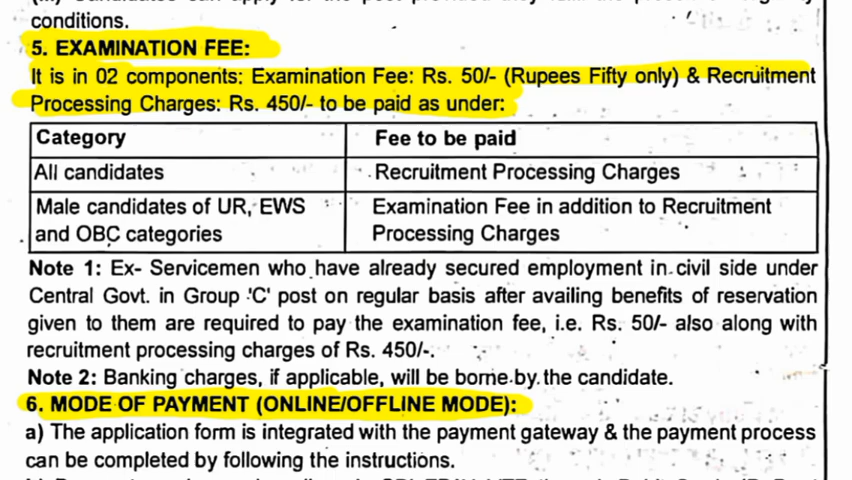 conditions.
5. EXAMINATION FEE:
It is in 02 components: Examination Fee: Rs. 50/- (Rupees Fifty only) & Recruitment
Processing Charges: Rs. 450/- to be paid as under:
Category Fee to be paid
All candidates Recruitment Processing Charges
Male candidates of UR, EWS and OBC categories Examination Fee in addition to Recruitment Processing Charges
Note 1: Ex- Servicemen who have already secured employment in civil side under
Central Govt. in Group 'C' post on regular basis after availing benefits of reservation
given to them are required to pay the examination fee, i.e. Rs. 50/- also along with
recruitment processing charges of Rs. 450/-.
Note 2: Banking charges, if applicable, will be borne by the candidate.
6. MODE OF PAYMENT (ONLINE/OFFLINE MODE):
a) The application form is integrated with the payment gateway & the payment process
can be completed by following the instructions.